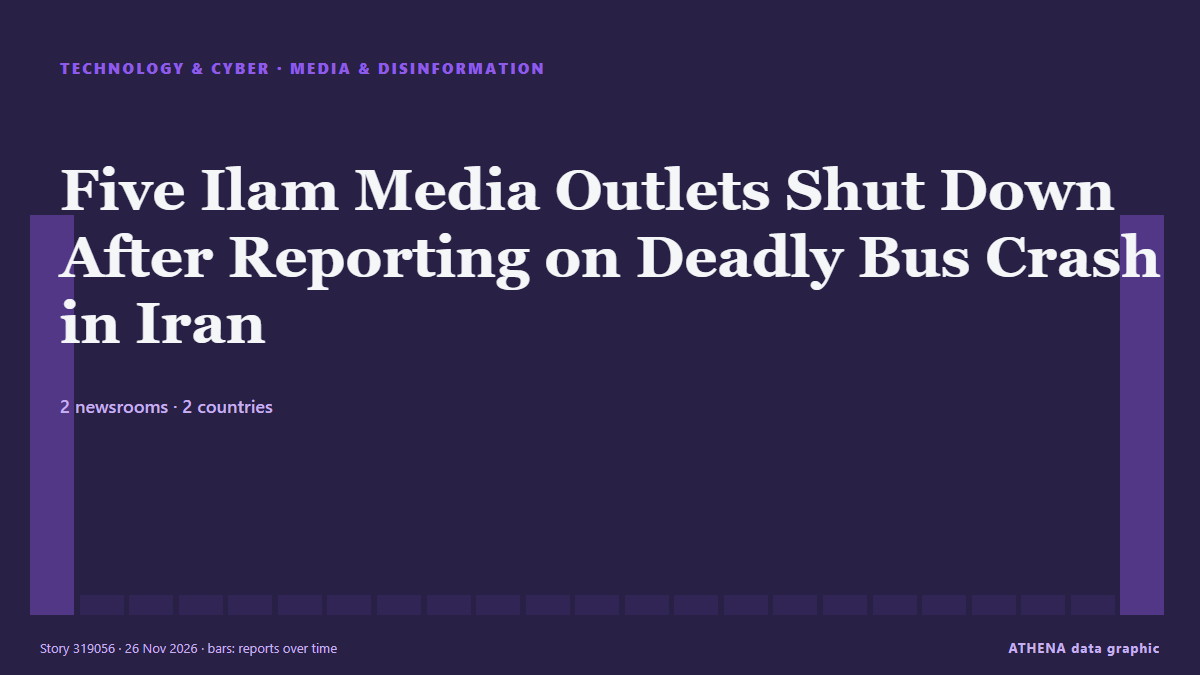 TECHNOLOGY & CYBER · MEDIA & DISINFORMATION
Five Ilam Media Outlets Shut Down
After Reporting on Deadly Bus Crash
in Iran
2 newsrooms · 2 countries
Story 319056 · 26 Nov 2026 · bars: reports over time
ATHENA data graphic